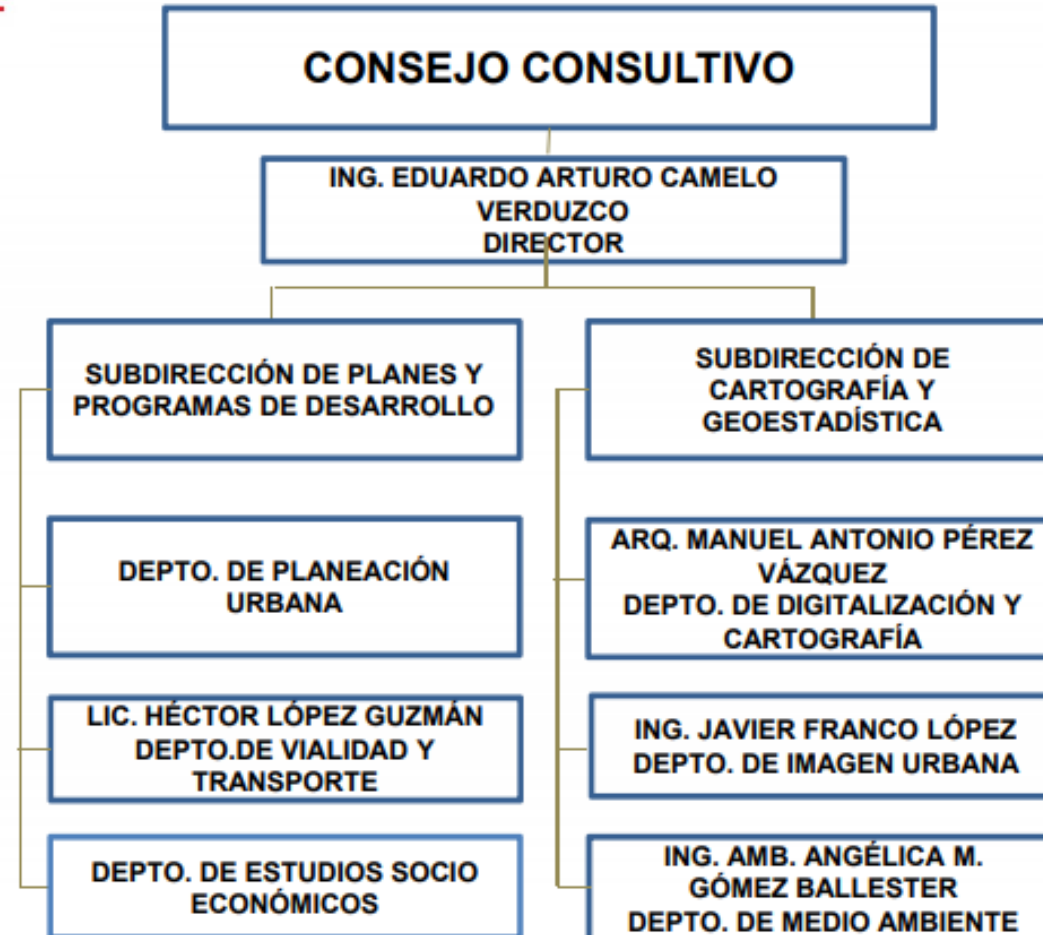 CONSEJO CONSULTIVO
ING. EDUARDO ARTURO CAMELO
VERDUZCO
DIRECTOR
SUBDIRECCIÓN DE PLANES Y
PROGRAMAS DE DESARROLLO
DEPTO. DE PLANEACIÓN
URBANA
LIC. HÉCTOR LÓPEZ GUZMÁN
DEPTO.DE VIALIDAD Y
TRANSPORTE
DEPTO. DE ESTUDIOS SOCIO
ECONÓMICOS
SUBDIRECCIÓN DE
CARTOGRAFÍA Y
GEOESTADÍSTICA
ARQ. MANUEL ANTONIO PÉREZ
VÁZQUEZ
DEPTO. DE DIGITALIZACIÓN Y
CARTOGRAFÍA
ING. JAVIER FRANCO LÓPEZ
DEPTO. DE IMAGEN URBANA
ING. AMB. ANGÉLICA M.
GÓMEZ BALLESTER
DEPTO. DE MEDIO AMBIENTE